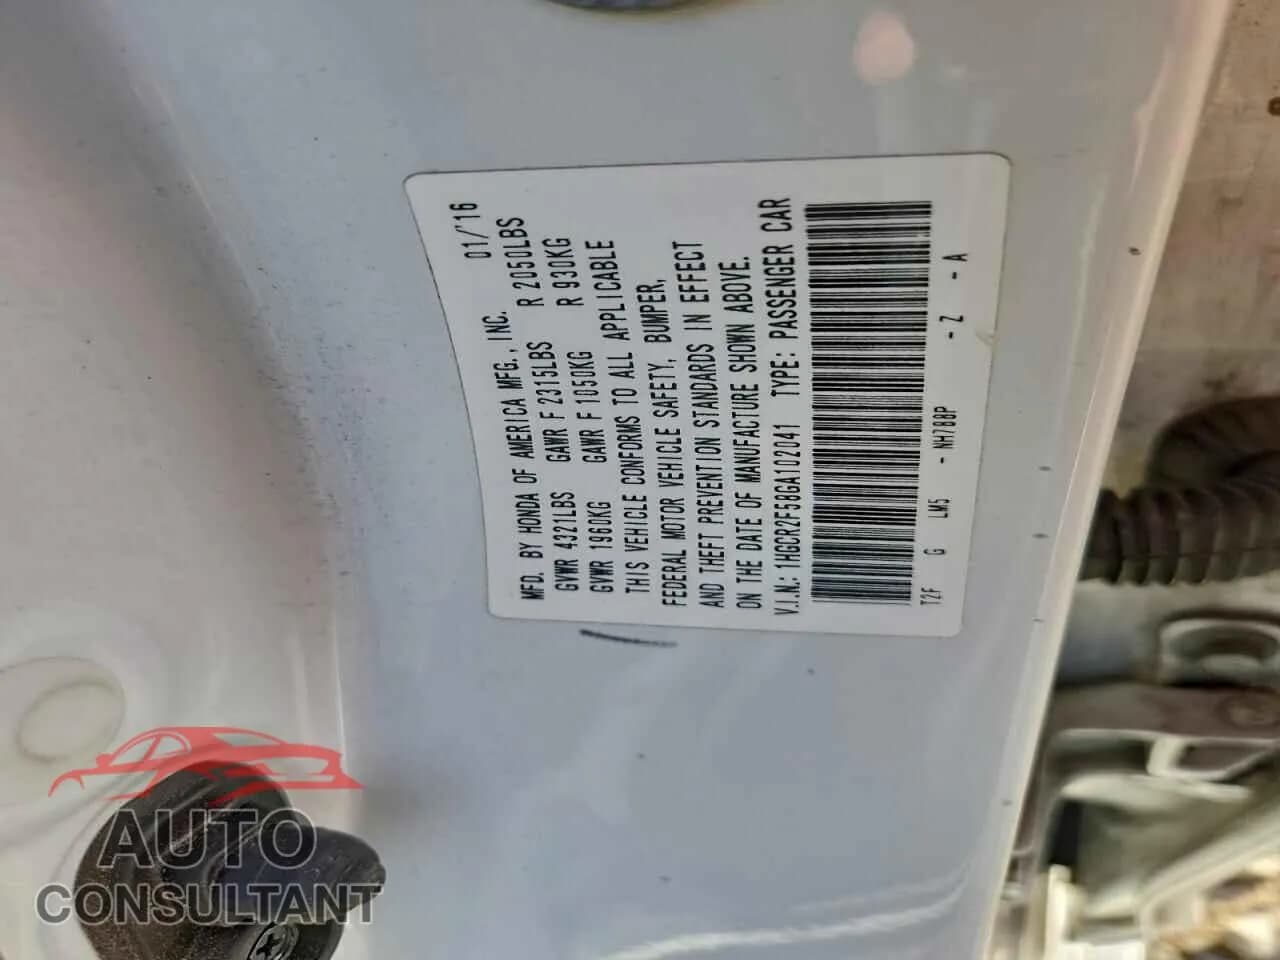 MFD. BY HONDA OF AMERICA MFG., INC. 01/'16
GVWR 4321LBS GAWR F 2315LBS R 2050LBS
GVWR 1960KG GAWR F 1050KG R 930KG
THIS VEHICLE CONFORMS TO ALL APPLICABLE
FEDERAL MOTOR VEHICLE SAFETY, BUMPER,
AND THEFT PREVENTION STANDARDS IN EFFECT
ON THE DATE OF MANUFACTURE SHOWN ABOVE.
V.I.N.: 1HGCR2F58GA102041 TYPE: PASSENGER CAR
T2F G LM5 - NH788P - Z - A
AUTO
CONSULTANT